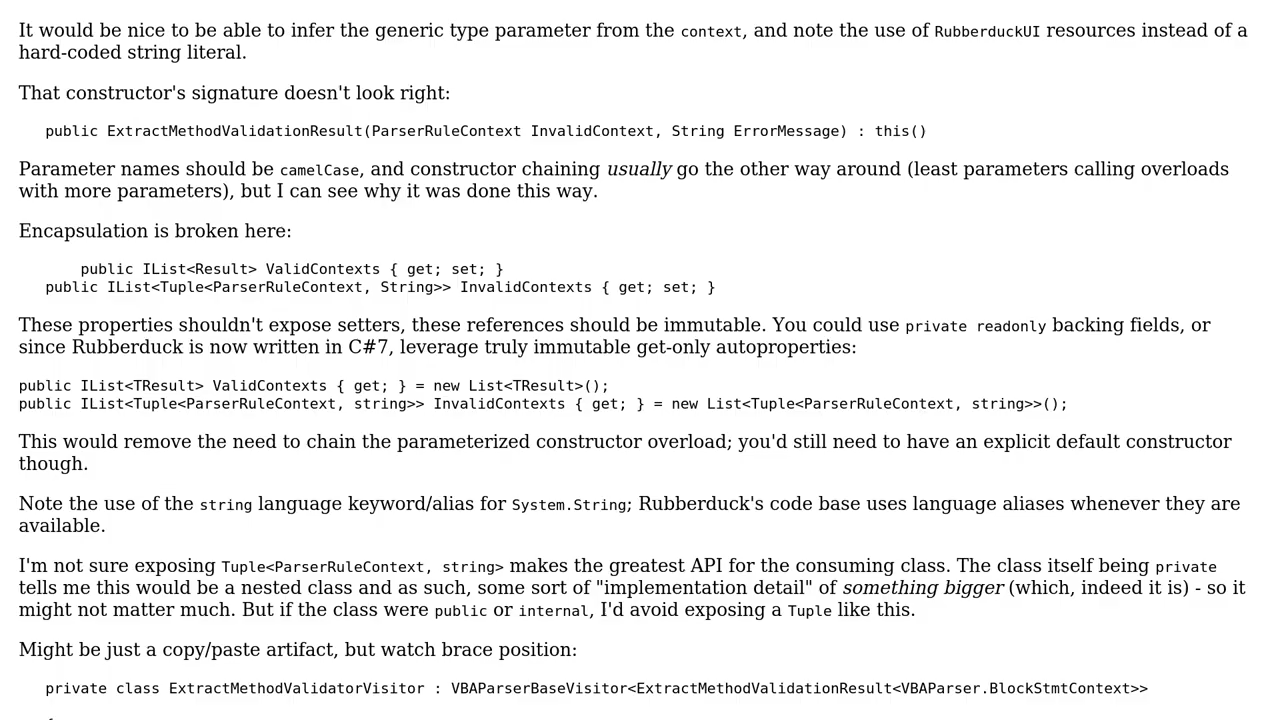 It would be nice to be able to infer the generic type parameter from the context, and note the use of RubberduckUI resources instead of a
hard-coded string literal.
That constructor's signature doesn't look right:
public ExtractMethodValidationResult(ParserRuleContext InvalidContext, String ErrorMessage) : this()
Parameter names should be camelCase, and constructor chaining usually go the other way around (least parameters calling overloads
with more parameters), but I can see why it was done this way.
Encapsulation is broken here:
public IList<Result> ValidContexts { get; set; }
public IList<Tuple<ParserRuleContext, String>> InvalidContexts { get; set; }
These properties shouldn't expose setters, these references should be immutable. You could use private readonly backing fields, or
since Rubberduck is now written in C#7, leverage truly immutable get-only autoproperties:
public IList<TResult> ValidContexts { get; } = new List<TResult>();
public IList<Tuple<ParserRuleContext, string>> InvalidContexts { get; } = new List<Tuple<ParserRuleContext, string>>();
This would remove the need to chain the parameterized constructor overload; you'd still need to have an explicit default constructor
though.
Note the use of the string language keyword/alias for System.String; Rubberduck's code base uses language aliases whenever they are
available.
I'm not sure exposing Tuple<ParserRuleContext, string> makes the greatest API for the consuming class. The class itself being private
tells me this would be a nested class and as such, some sort of "implementation detail" of something bigger (which, indeed it is) - so it
might not matter much. But if the class were public or internal, I'd avoid exposing a Tuple like this.
Might be just a copy/paste artifact, but watch brace position:
private class ExtractMethodValidatorVisitor : VBAParserBaseVisitor<ExtractMethodValidationResult<VBAParser.BlockStmtContext>>